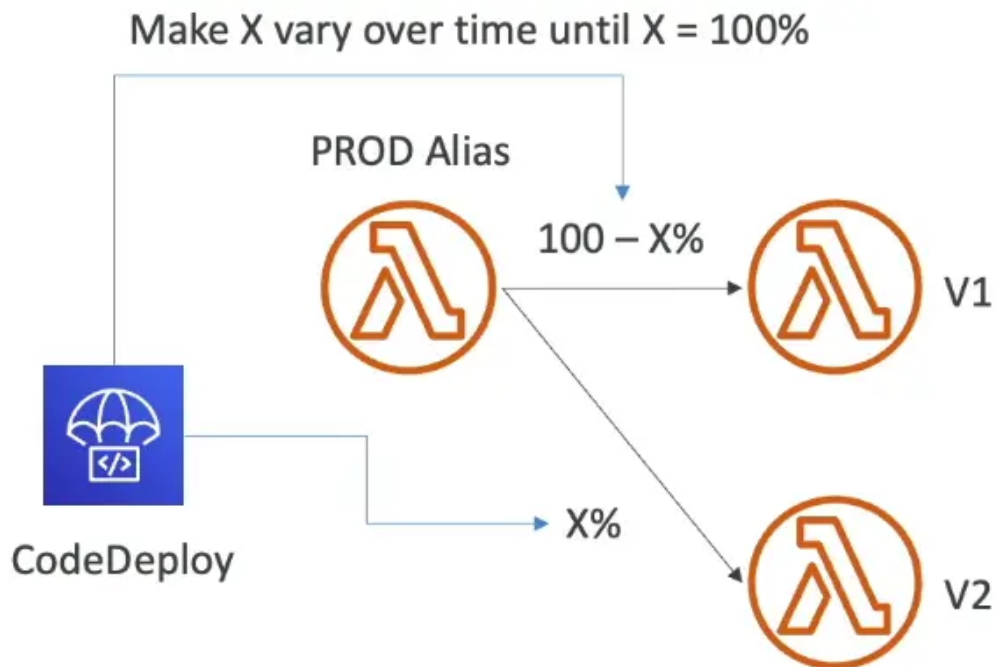 Make X vary over time until X = 100%
PROD Alias
100 – X%
V1
</>
CodeDeploy
X%
V2